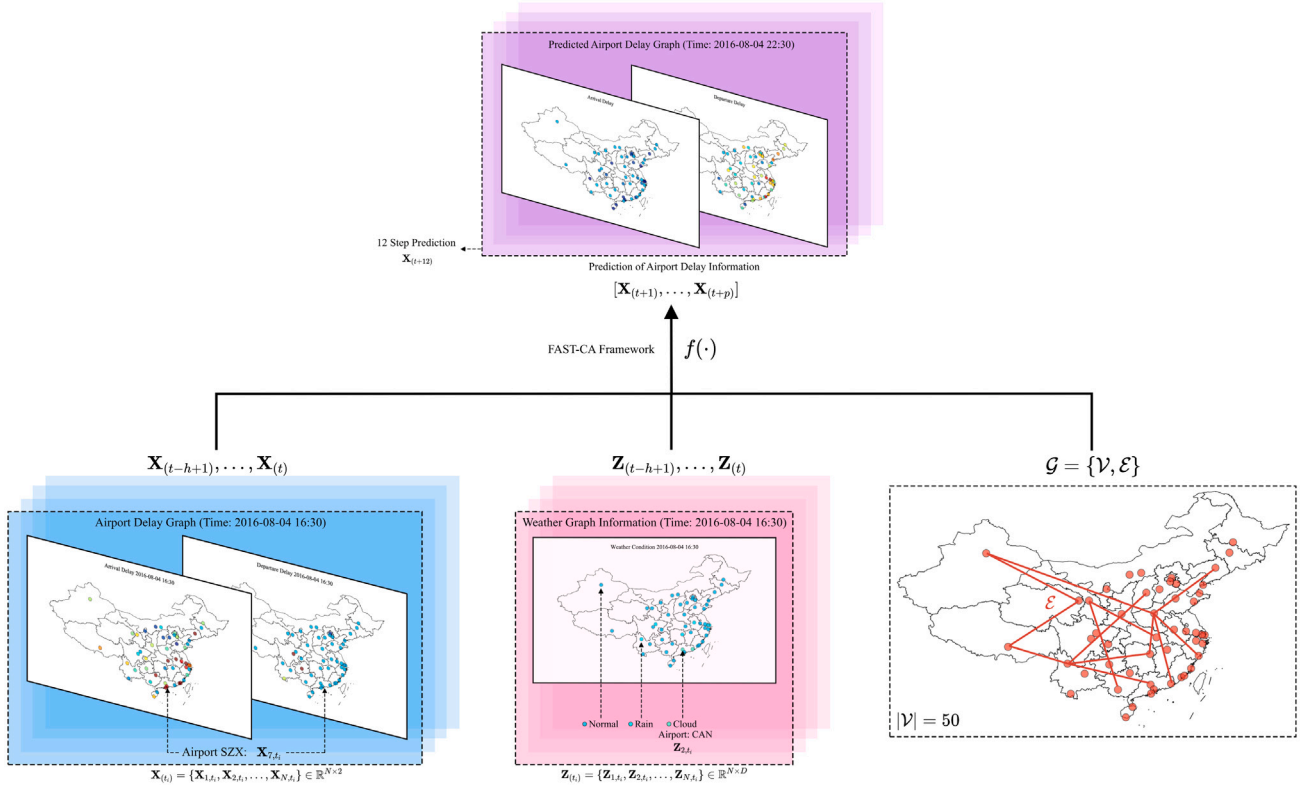 Predicted Airport Delay Graph (Time: 2016-08-04 22:30)
Arrival Delay
Departure Delay
12 Step Prediction
X(t+12)
Prediction of Airport Delay Information
[X(t+1), . . . , X(t+p)]
FAST-CA Framework f(·)
X(t−h+1), . . . , X(t)
Z(t−h+1), . . . , Z(t)
𝒢 = {𝒱, ℰ}
Airport Delay Graph (Time: 2016-08-04 16:30)
Arrival Delay 2016-08-04 16:30
Departure Delay 2016-08-04 16:30
Airport SZX: X7,ti
X(ti) = {X1,ti, X2,ti, . . . , XN,ti} ∈ ℝN×2
Weather Graph Information (Time: 2016-08-04 16:30)
Weather Condition 2016-08-04 16:30
Normal Rain Cloud
Airport: CAN
Z2,ti
Z(ti) = {Z1,ti, Z2,ti, . . . , ZN,ti} ∈ ℝN×D
ℰ
|𝒱| = 50